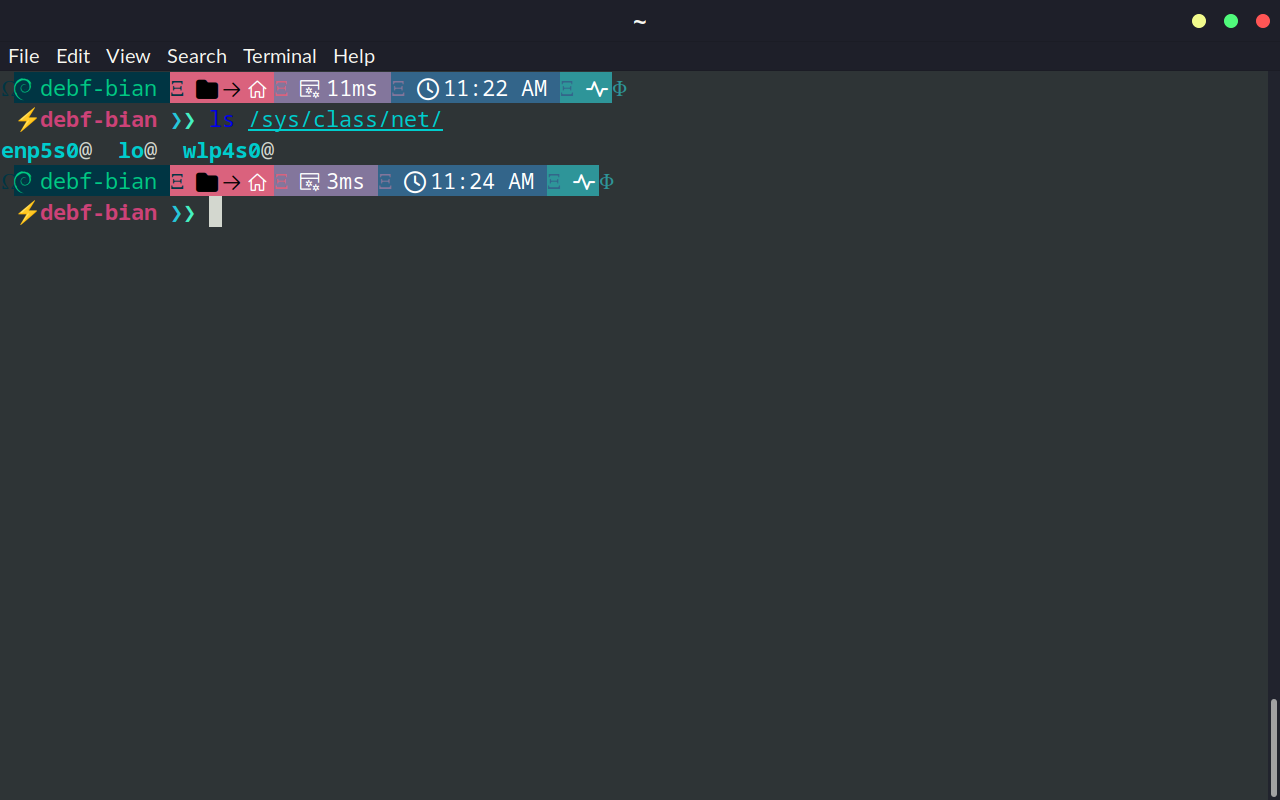 ~
File Edit View Search Terminal Help
debf-bian Ξ → Ξ 11ms Ξ 11:22 AM Ξ Φ
⚡debf-bian ❯❯ ls /sys/class/net/
enp5s0@ lo@ wlp4s0@
debf-bian Ξ → Ξ 3ms Ξ 11:24 AM Ξ Φ
⚡debf-bian ❯❯